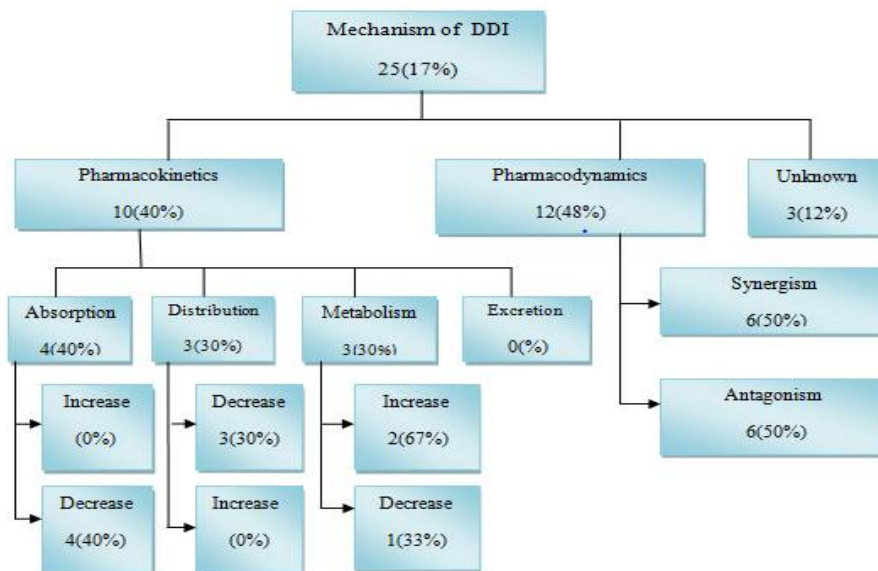 Mechanism of DDI
25(17%)
Pharmacokinetics
10(40%)
Pharmacodynamics
12(48%)
Unknown
3(12%)
Absorption
4(40%)
Distribution
3(30%)
Metabolism
3(30%)
Excretion
0(%)
Synergism
6(50%)
Antagonism
6(50%)
Increase
(0%)
Decrease
3(30%)
Increase
2(67%)
Decrease
4(40%)
Increase
(0%)
Decrease
1(33%)